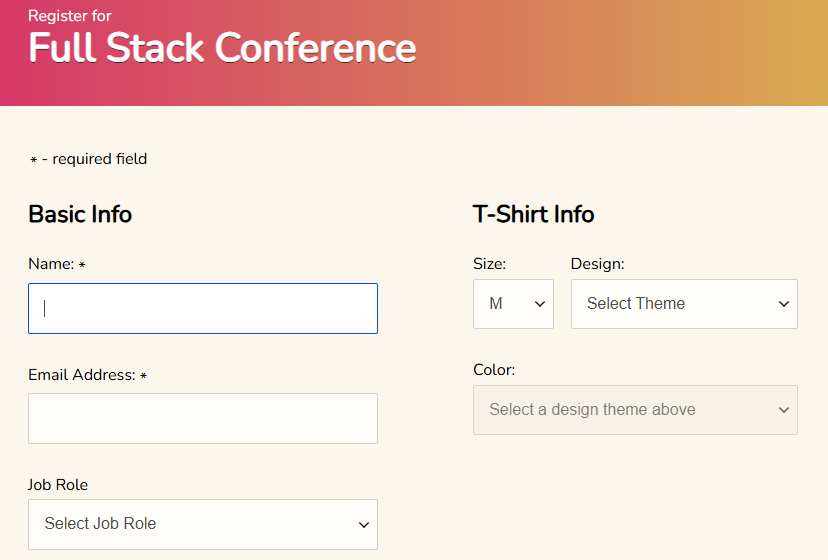 Register for
Full Stack Conference
* - required field
Basic Info
Name: *
Email Address: *
Job Role
Select Job Role
T-Shirt Info
Size:
M
Design:
Select Theme
Color:
Select a design theme above